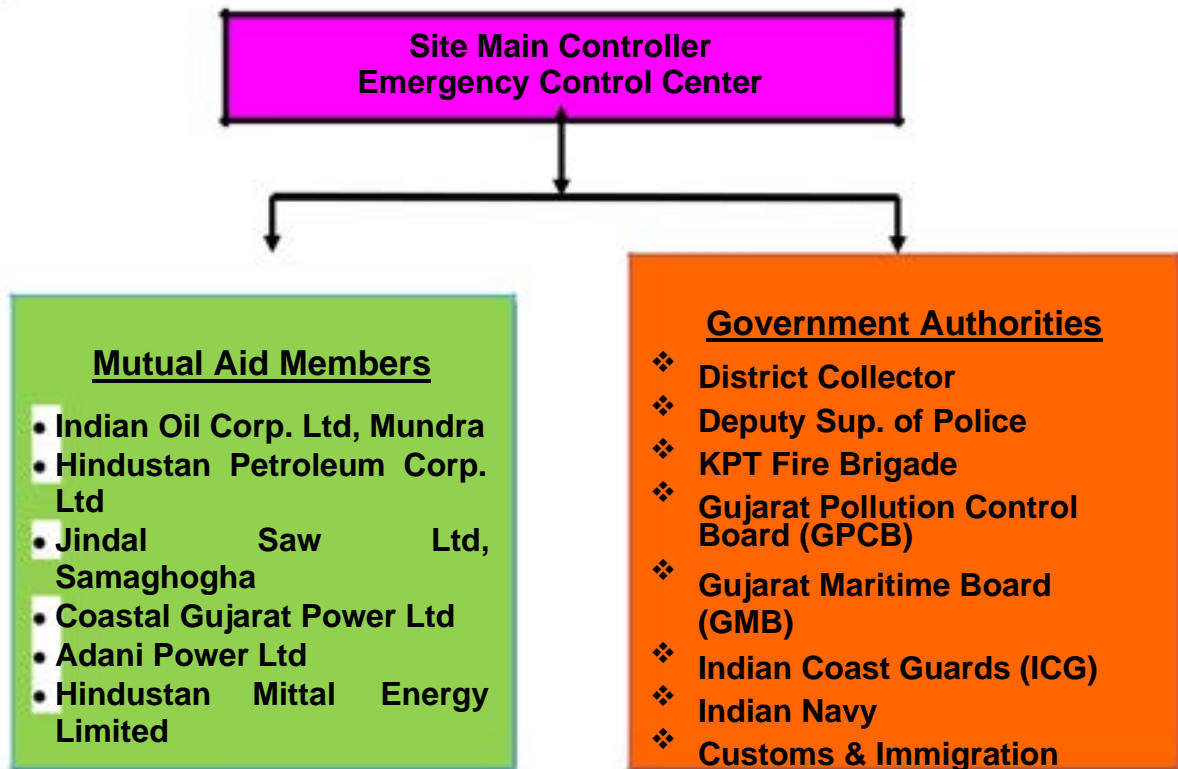 Site Main Controller
Emergency Control Center
Mutual Aid Members
• Indian Oil Corp. Ltd, Mundra
• Hindustan Petroleum Corp.
Ltd
• Jindal Saw Ltd,
Samaghogha
• Coastal Gujarat Power Ltd
• Adani Power Ltd
• Hindustan Mittal Energy
Limited
Government Authorities
❖ District Collector
❖ Deputy Sup. of Police
❖ KPT Fire Brigade
❖ Gujarat Pollution Control
Board (GPCB)
❖ Gujarat Maritime Board
(GMB)
❖ Indian Coast Guards (ICG)
❖ Indian Navy
❖ Customs & Immigration